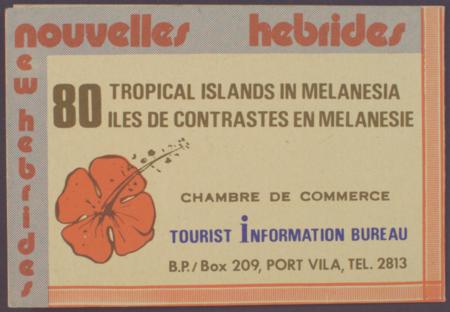 nouvelles hebrides
new hebrides
80 TROPICAL ISLANDS IN MELANESIA
ILES DE CONTRASTES EN MELANESIE
CHAMBRE DE COMMERCE
TOURIST information BUREAU
B.P./Box 209, PORT VILA, TEL. 2813